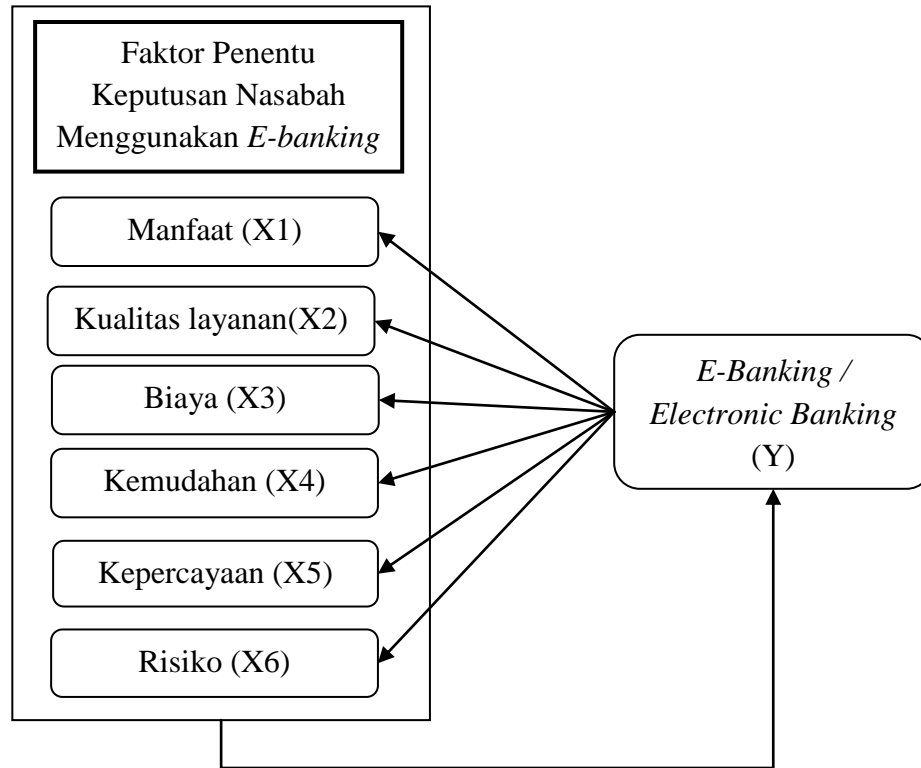 Faktor Penentu
Keputusan Nasabah
Menggunakan E-banking
Manfaat (X1)
Kualitas layanan(X2)
Biaya (X3)
Kemudahan (X4)
Kepercayaan (X5)
Risiko (X6)
E-Banking /
Electronic Banking
(Y)